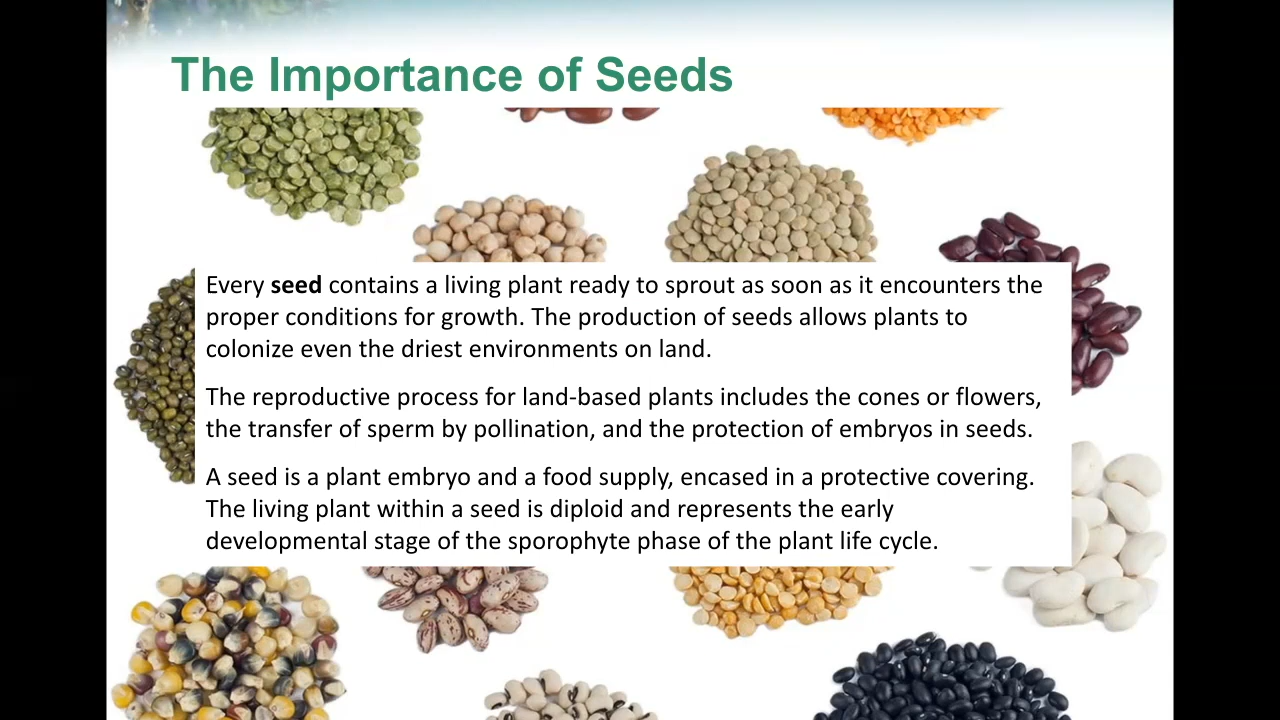 The Importance of Seeds
Every seed contains a living plant ready to sprout as soon as it encounters the
proper conditions for growth. The production of seeds allows plants to
colonize even the driest environments on land.
The reproductive process for land-based plants includes the cones or flowers,
the transfer of sperm by pollination, and the protection of embryos in seeds.
A seed is a plant embryo and a food supply, encased in a protective covering.
The living plant within a seed is diploid and represents the early
developmental stage of the sporophyte phase of the plant life cycle.